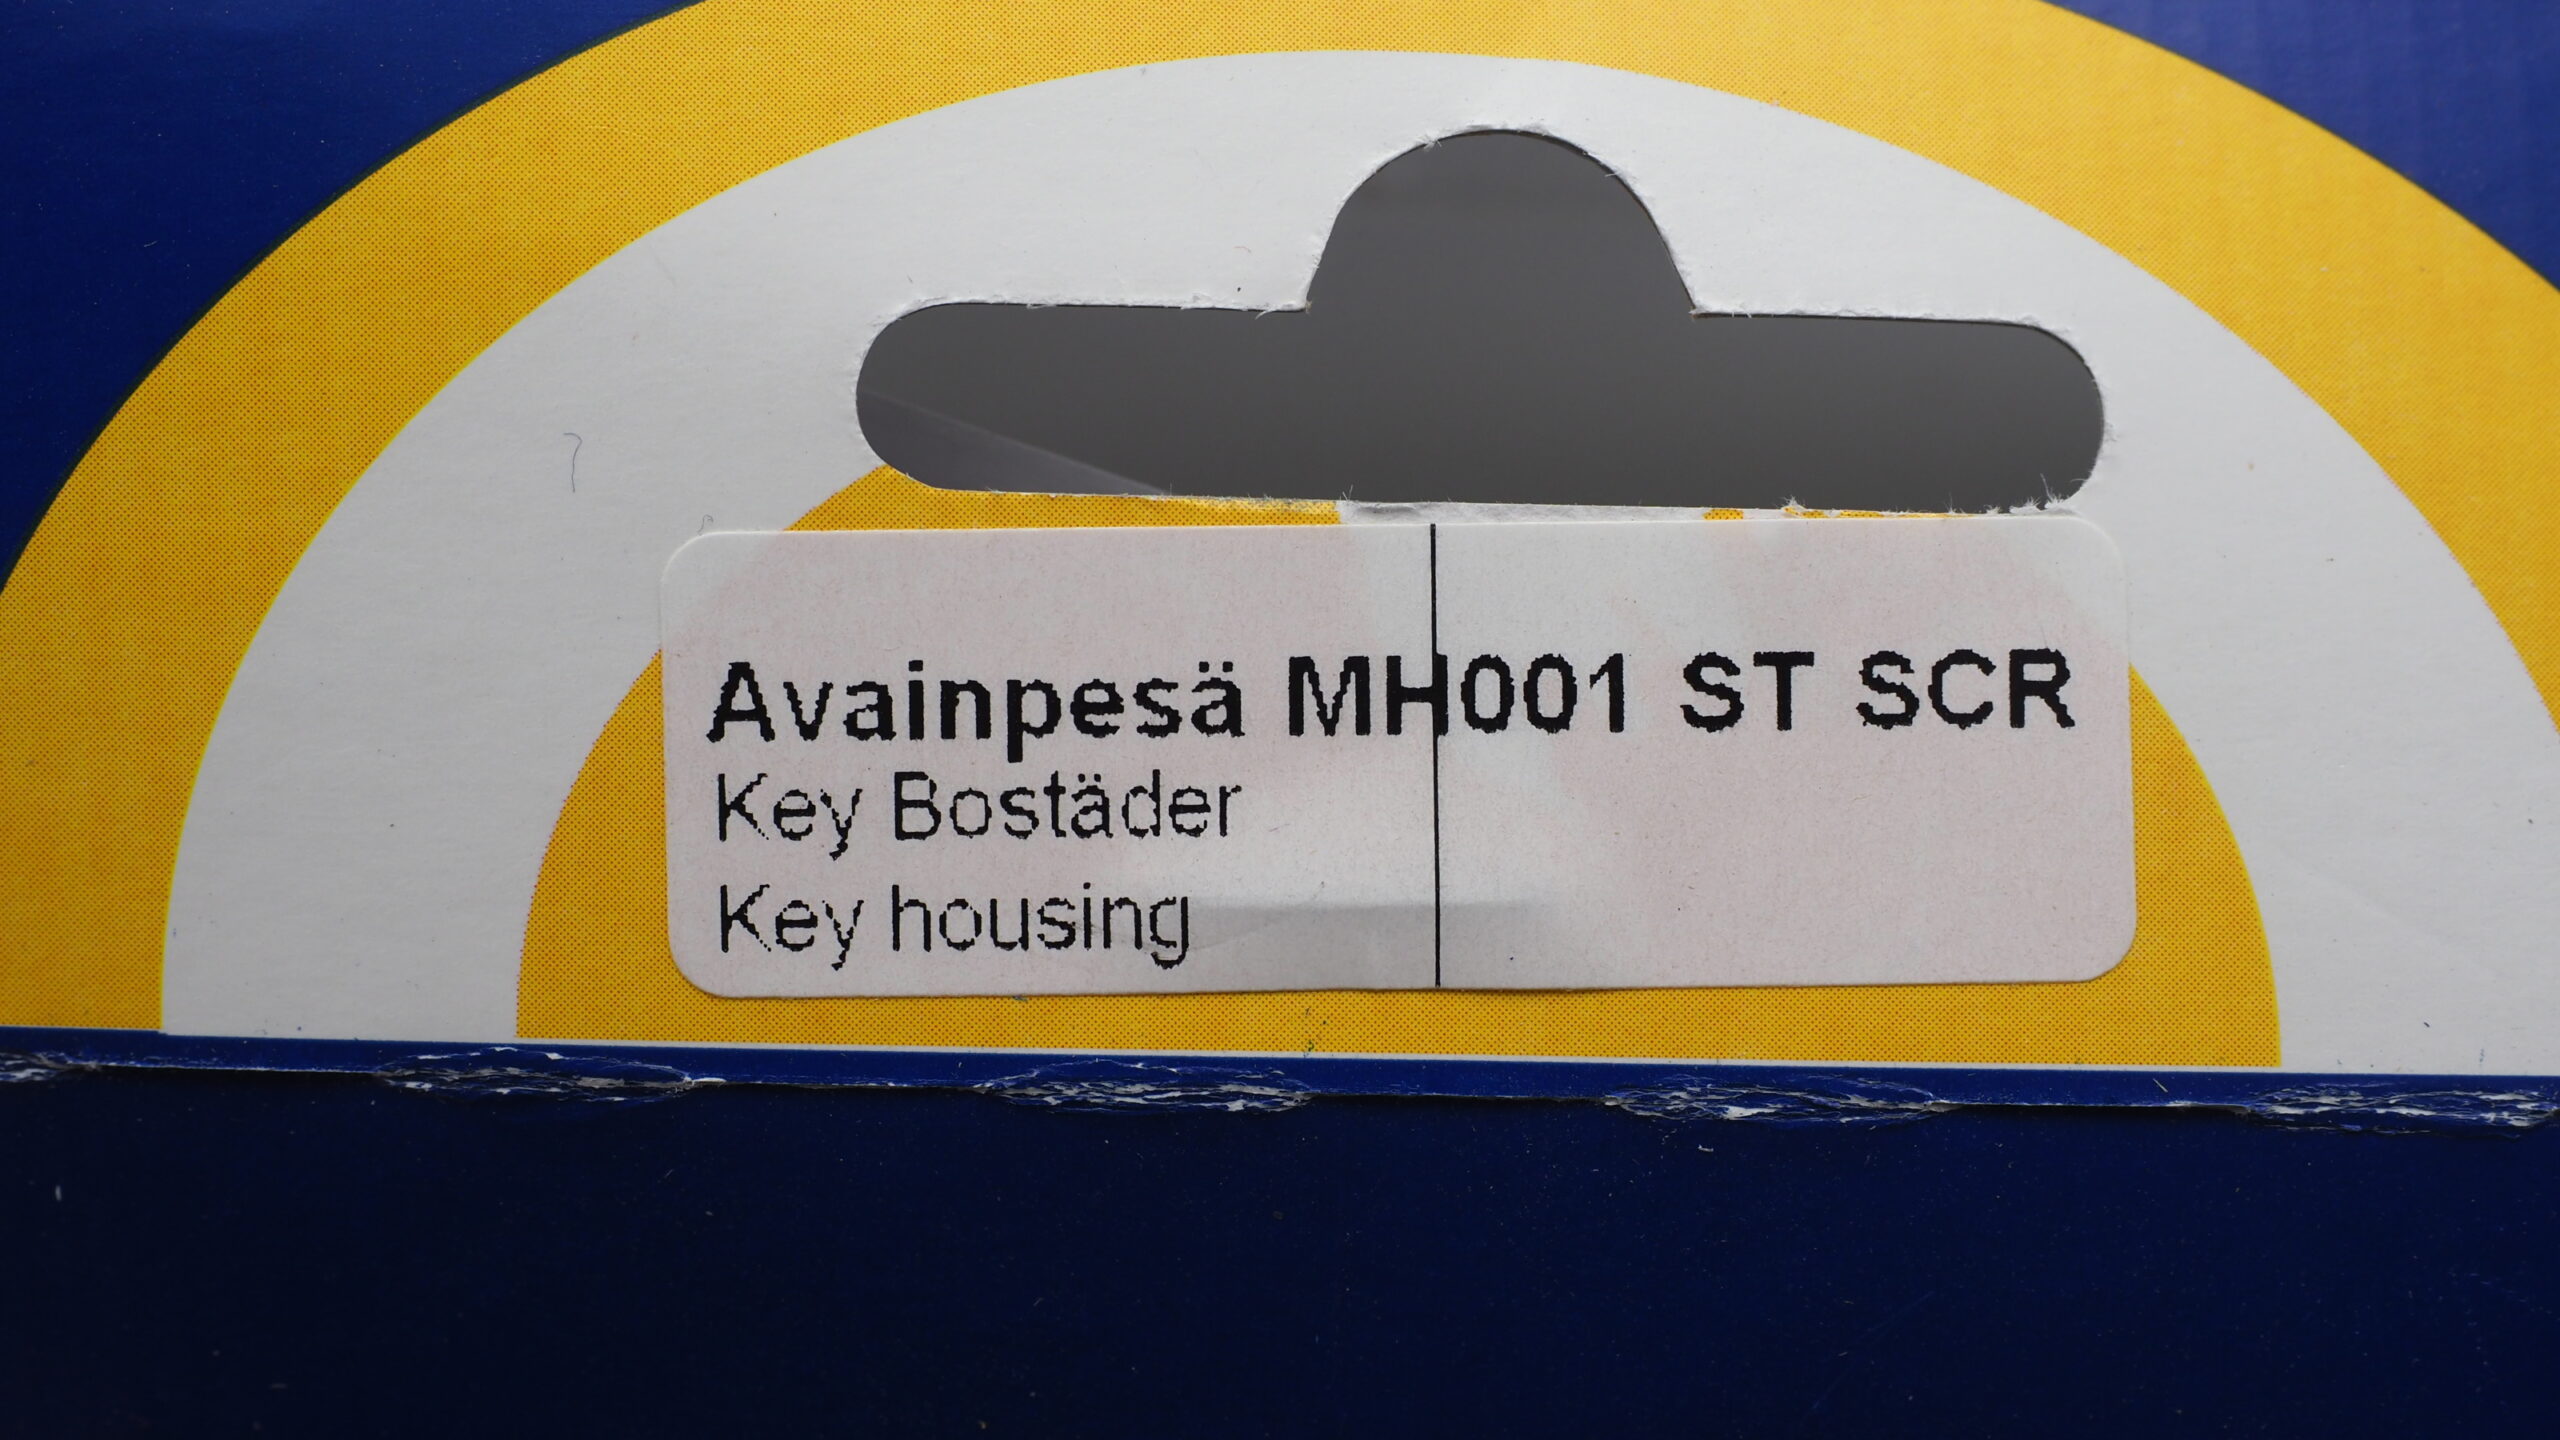 Avainpesä MH001 ST SCR
Key Bostäder
Key housing